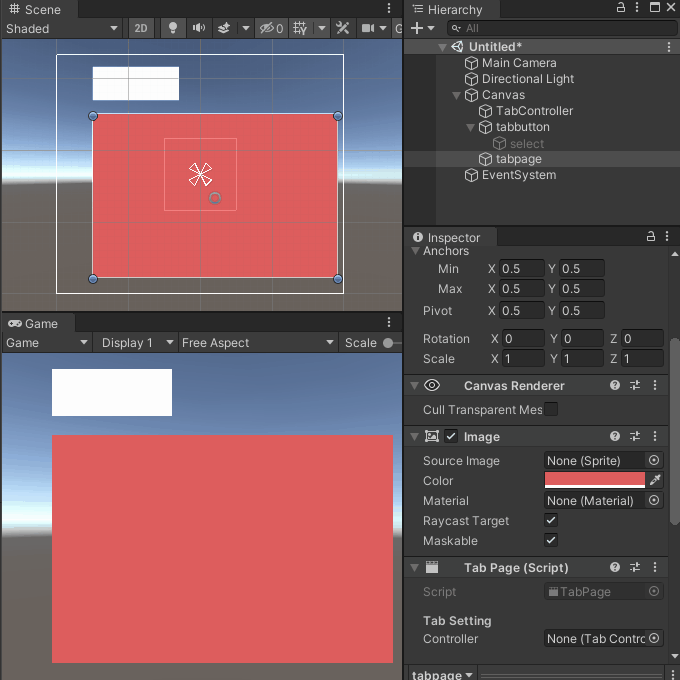 Scene
Shaded
2D
0
G
Game
Game
Display 1
Free Aspect
Scale
Hierarchy
All
Untitled*
Main Camera
Directional Light
Canvas
TabController
tabbutton
select
tabpage
EventSystem
Inspector
Anchors
Min X 0.5 Y 0.5
Max X 0.5 Y 0.5
Pivot X 0.5 Y 0.5
Rotation X 0 Y 0 Z 0
Scale X 1 Y 1 Z 1
Canvas Renderer
Cull Transparent Mes
Image
Source Image None (Sprite)
Color
Material None (Material)
Raycast Target
Maskable
Tab Page (Script)
Script TabPage
Tab Setting
Controller None (Tab Contro
tabpage